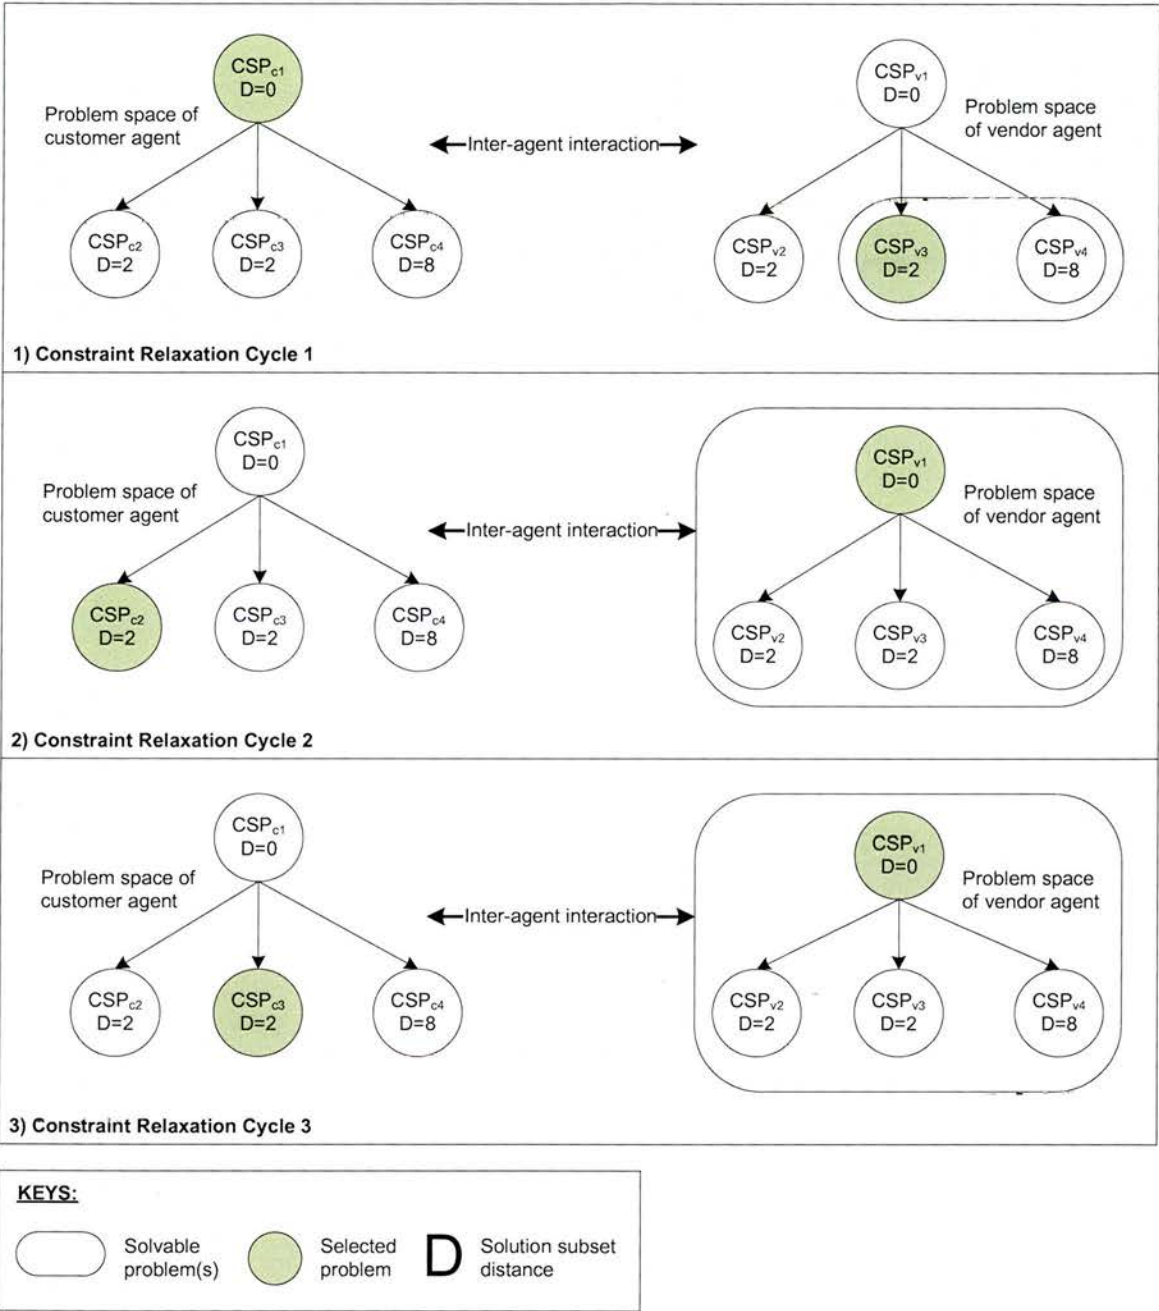 CSPc1
D=0
Problem space of
customer agent
CSPc2
D=2
CSPc3
D=2
CSPc4
D=8
Inter-agent interaction
CSPv1
D=0
Problem space
of vendor agent
CSPv2
D=2
CSPv3
D=2
CSPv4
D=8
1) Constraint Relaxation Cycle 1
CSPc1
D=0
Problem space of
customer agent
CSPc2
D=2
CSPc3
D=2
CSPc4
D=8
Inter-agent interaction
CSPv1
D=0
Problem space
of vendor agent
CSPv2
D=2
CSPv3
D=2
CSPv4
D=8
2) Constraint Relaxation Cycle 2
CSPc1
D=0
Problem space of
customer agent
CSPc2
D=2
CSPc3
D=2
CSPc4
D=8
Inter-agent interaction
CSPv1
D=0
Problem space
of vendor agent
CSPv2
D=2
CSPv3
D=2
CSPv4
D=8
3) Constraint Relaxation Cycle 3
KEYS:
Solvable
problem(s)
Selected
problem
D
Solution subset
distance